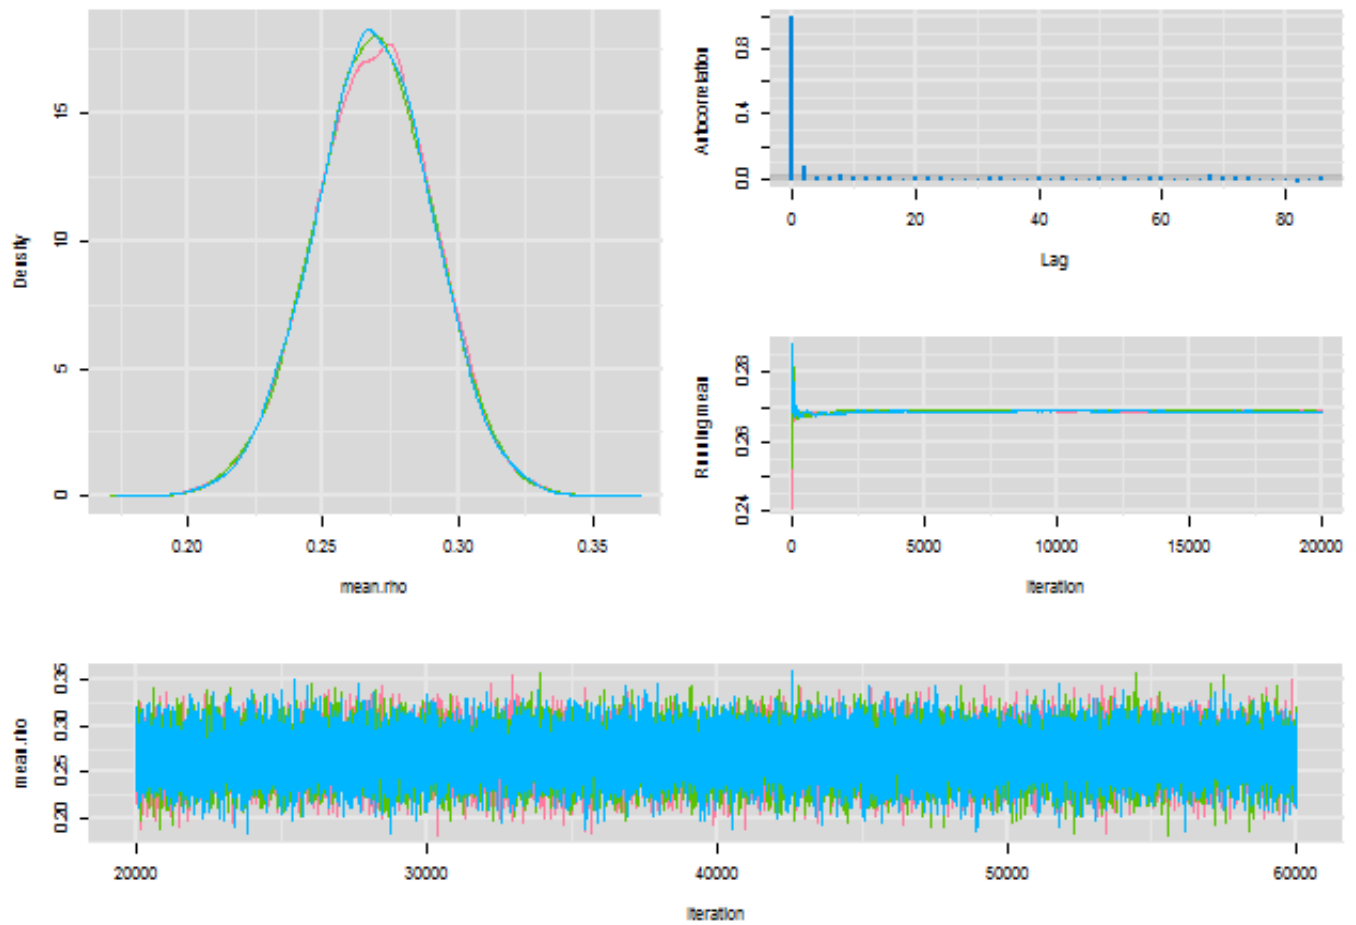 Density
15
10
5
0
0.20 0.25 0.30 0.35
mean.rho
Autocorrelation
0.8
0.4
0.0
0 20 40 60 80
Lag
Running mean
0.28
0.26
0.24
0 5000 10000 15000 20000
Iteration
mean.rho
0.35
0.30
0.25
0.20
20000 30000 40000 50000 60000
Iteration